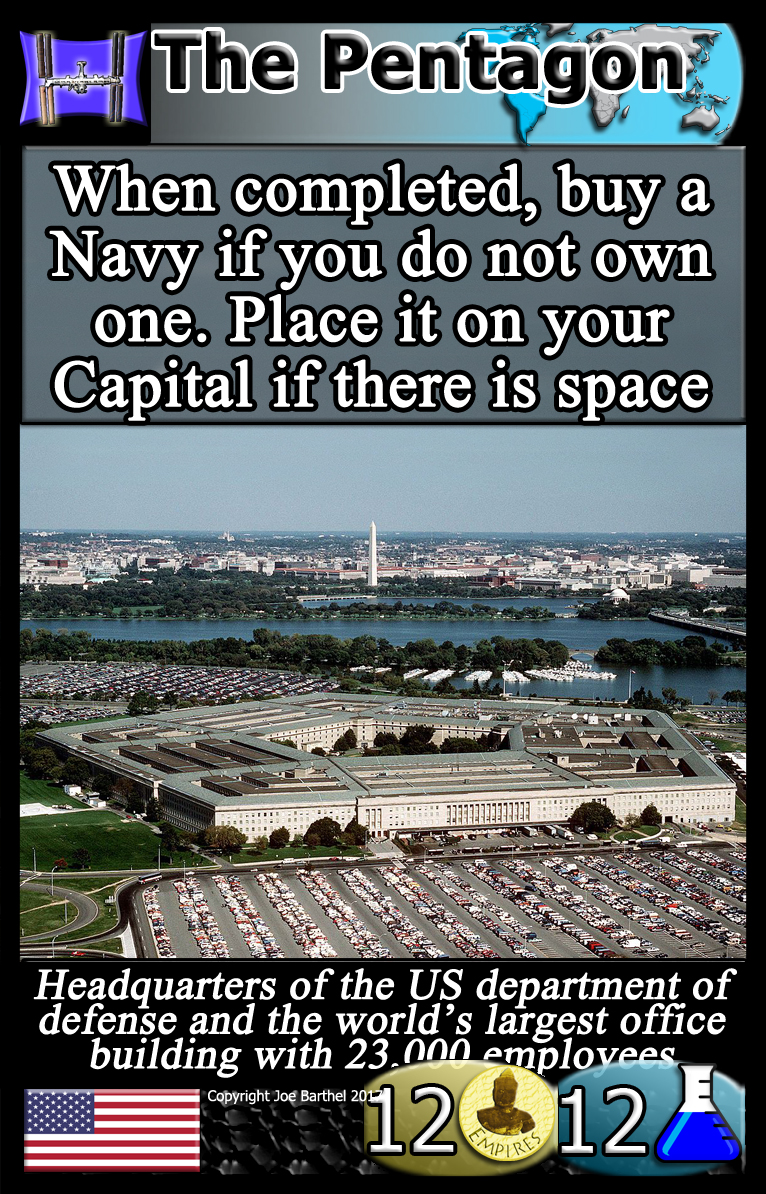 The Pentagon
When completed, buy a
Navy if you do not own
one. Place it on your
Capital if there is space
Headquarters of the US department of
defense and the world's largest office
building with 23,000 employees
Copyright Joe Barthel 2017
12 EMPIRES 12 E